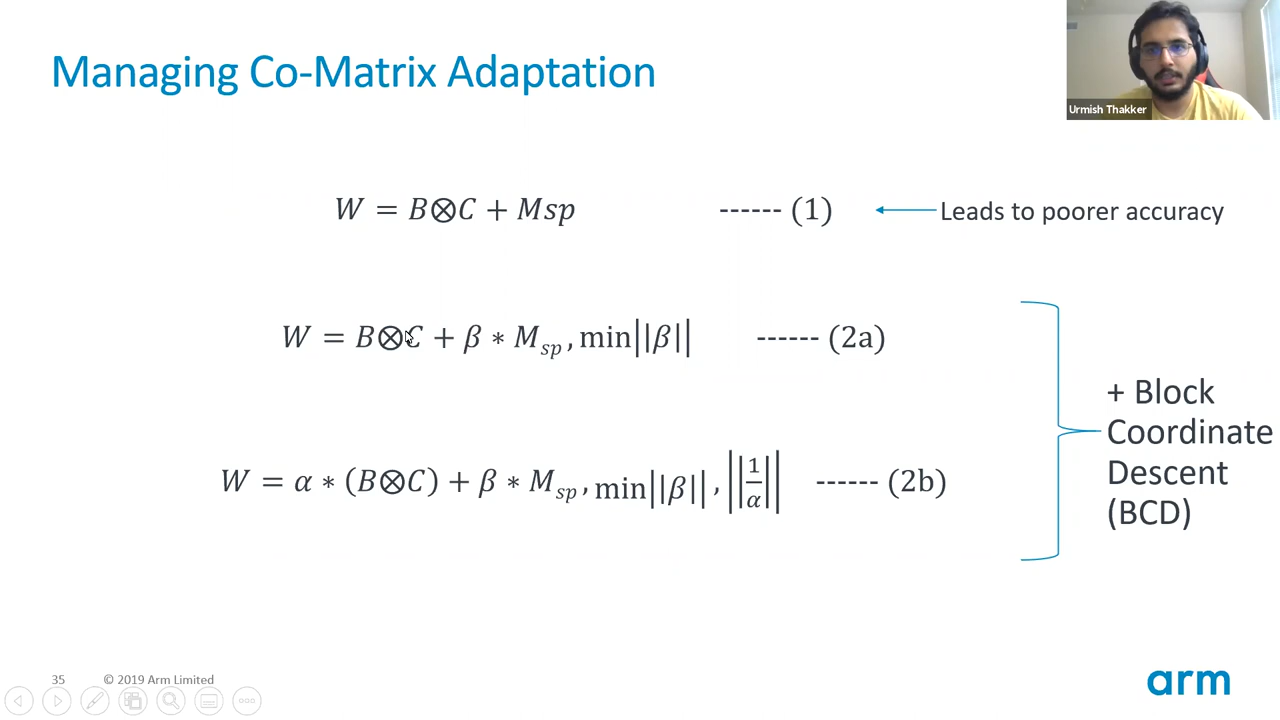 Managing Co-Matrix Adaptation
Urmish Thakker
W = B⊗C + Msp ------ (1) Leads to poorer accuracy
W = B⊗C + β ∗ M_sp, min||β|| ------ (2a)
W = α ∗ (B⊗C) + β ∗ M_sp, min||β||, ||1/α|| ------ (2b)
+ Block
Coordinate
Descent
(BCD)
35 © 2019 Arm Limited
arm